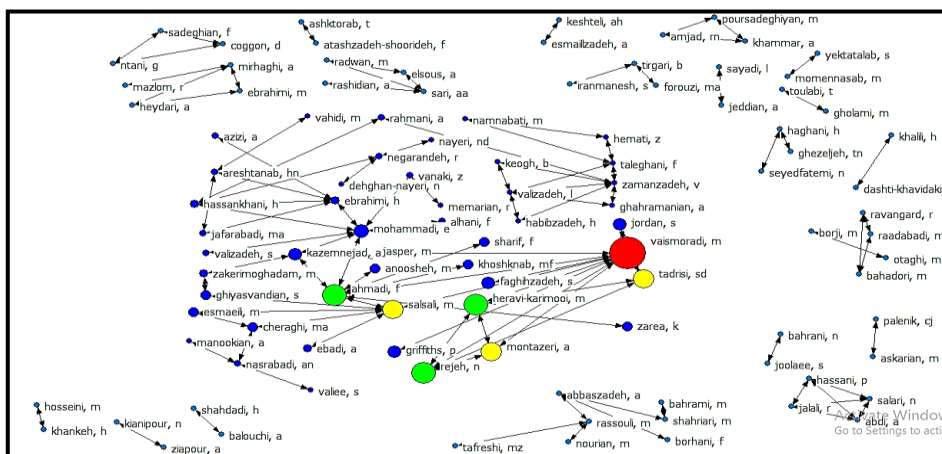 ashktorab, t
keshteli, ah
poursadeghiyan, m
sadeghian, f
coggon, d
atashzadeh-shoorideh, f
esmailzadeh, a
amjad, rn
khammar, a
yektatalab, s
ntani, g
mirhaghi, a
radwan, m
elsous, a
tirgari, b
sayadi, l
momennasab, m
mazlom, r
ebrahimi, m
rashidian, a
sari, aa
iranmanesh, s
forouzi, ma
toulabi, t
heydari, a
jeddian, a
gholami, m
vahidi, m
rahmani, a
namnabati, m
azizi, a
nayeri, nd
hemati, z
haghani, h
khalili, h
negarandeh, r
keogh, b
taleghani, f
ghezeljeh, tn
areshtanab, hn
vanaki, z
seyedfatemi, n
dehghan-nayeri, n
valizadeh, l
zamanzadeh, v
dashti-khavidaki
hassankhani, h
ebrahimi, h
memarian, f
ghahramanian, a
alhani, f
habibzadeh, h
jordan, s
ravangard, r
jafarabadi, ma
mohammadi, e
borji, m
raadabadi, m
valizadeh, s
kazemnejad, a
jasper, m
sharif, f
vaismoradi, m
otaghi, m
zakerimoghadam, m
anoosheh, m
khoshknab, mf
tadrisi, sd
bahadori, m
ahmadi, f
faghihzadeh, s
ghiyasvandian, s
salsali, m
heravi-karimooi, m
esmaeili, m
cheraghi, ma
zarea, k
palenik, cj
manookian, a
ebadi, a
griffiths, p
montazeri, a
bahrani, n
askarian, m
nasrabadi, an
rejeh, n
joolaee, s
valiee, s
hassani, p
hosseini, m
shahdadi, h
abbaszadeh, a
bahrami, m
jalali, r
salari, n
khankeh, h
kianipour, n
rassouli, m
shahriari, m
abdi, a
balouchi, a
ziapour, a
tafreshi, mz
nourian, m
borhani, f
Activate Window
Go to Settings to acti